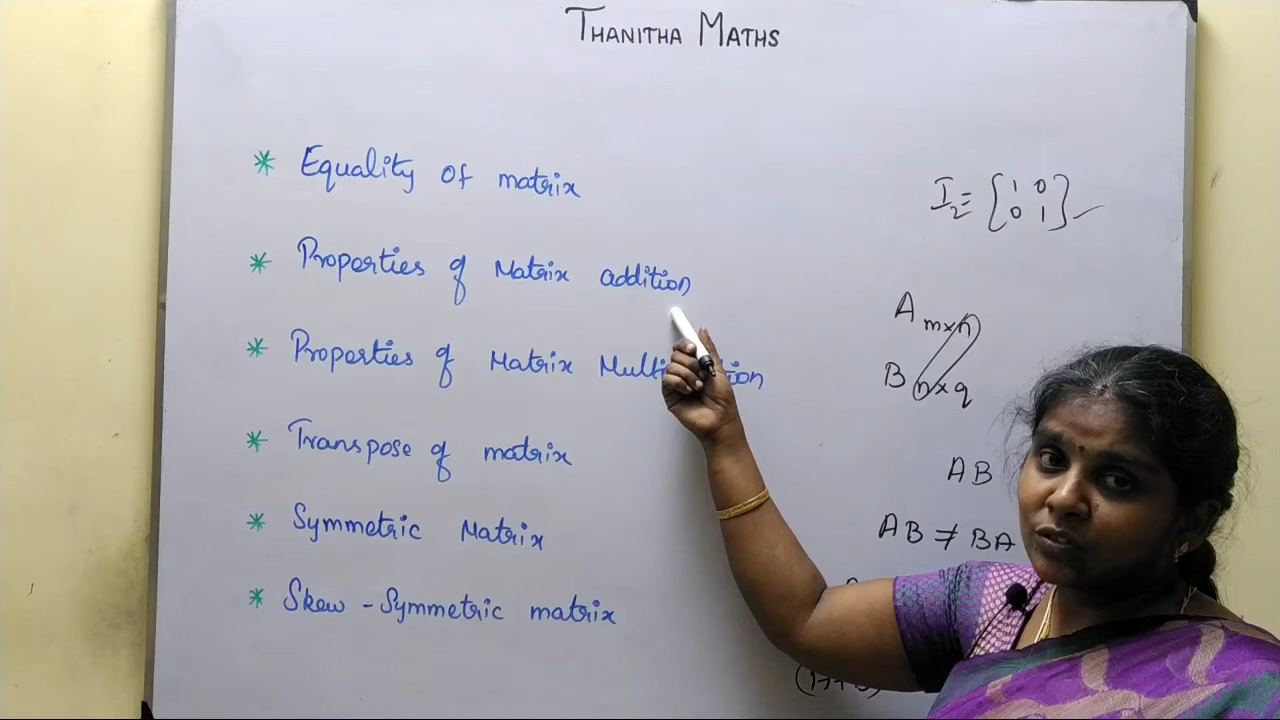 THANITHA MATHS
* Equality of matrix
* Properties of Matrix addition
* Properties of Matrix
* Transpose of matrix
* Symmetric Matrix
* Skew - Symmetric matrix
I₂ = [1 0
0 1]
A m×n
B n×q
AB
AB ≠ BA